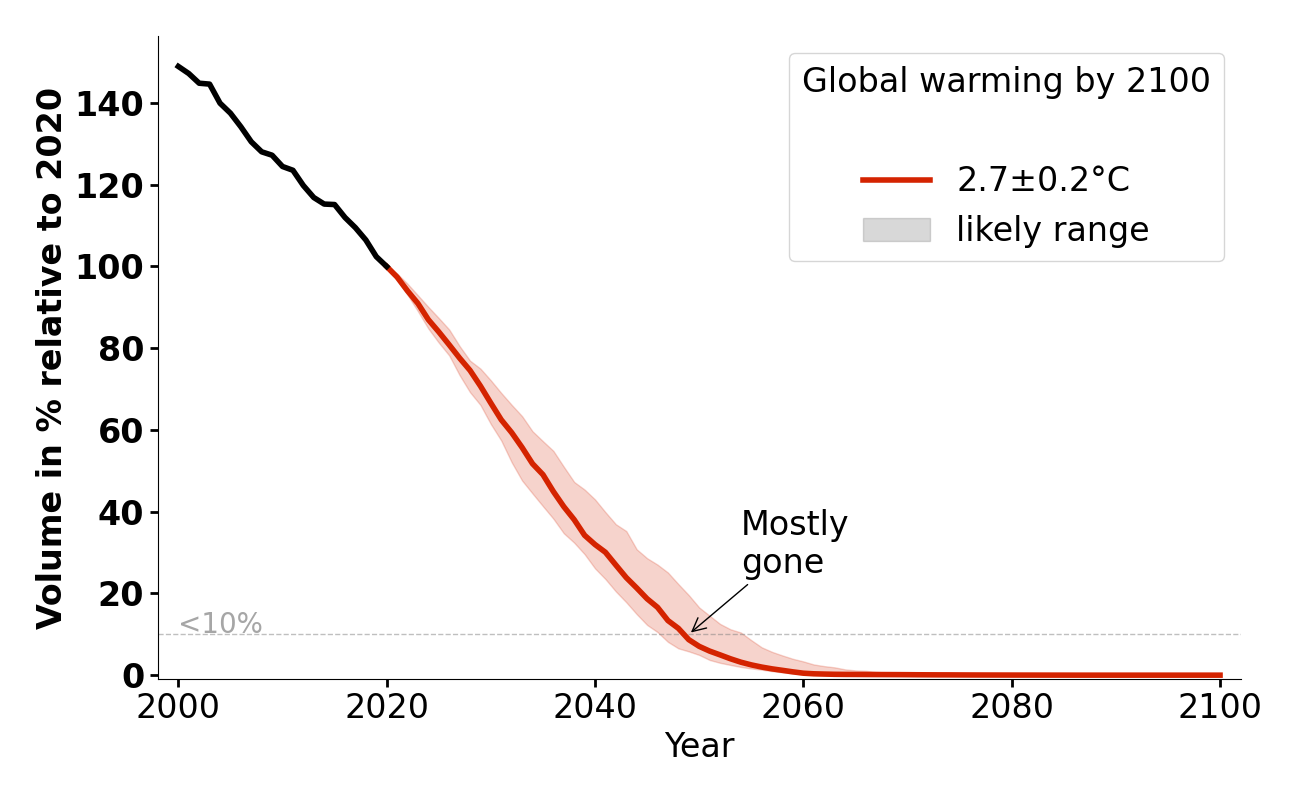 Volume in % relative to 2020
140
120
100
80
60
40
20
0
Global warming by 2100
2.7±0.2°C
likely range
Mostly
gone
<10%
2000 2020 2040 2060 2080 2100
Year